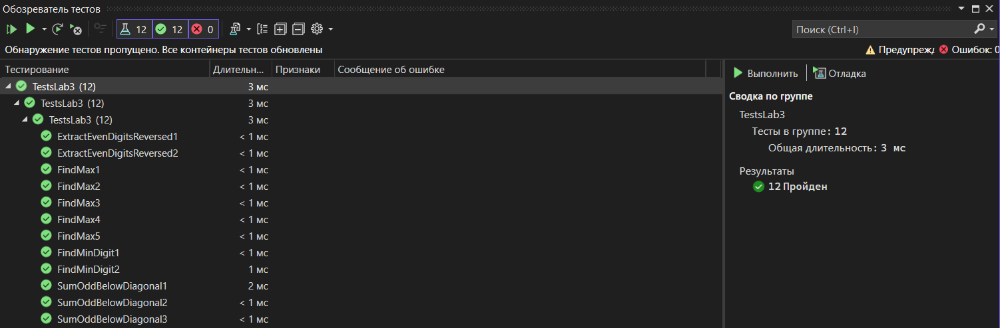 Обозреватель тестов
12 12 0
Поиск (Ctrl+I)
Обнаружение тестов пропущено. Все контейнеры тестов обновлены
Предупрежд Ошибок: 0
Тестирование Длительн... Признаки Сообщение об ошибке
TestsLab3 (12) 3 мс
TestsLab3 (12) 3 мс
TestsLab3 (12) 3 мс
ExtractEvenDigitsReversed1 < 1 мс
ExtractEvenDigitsReversed2 < 1 мс
FindMax1 < 1 мс
FindMax2 < 1 мс
FindMax3 < 1 мс
FindMax4 < 1 мс
FindMax5 < 1 мс
FindMinDigit1 < 1 мс
FindMinDigit2 1 мс
SumOddBelowDiagonal1 2 мс
SumOddBelowDiagonal2 < 1 мс
SumOddBelowDiagonal3 < 1 мс
Выполнить Отладка
Сводка по группе
TestsLab3
Тесты в группе: 12
Общая длительность: 3 мс
Результаты
12 Пройден